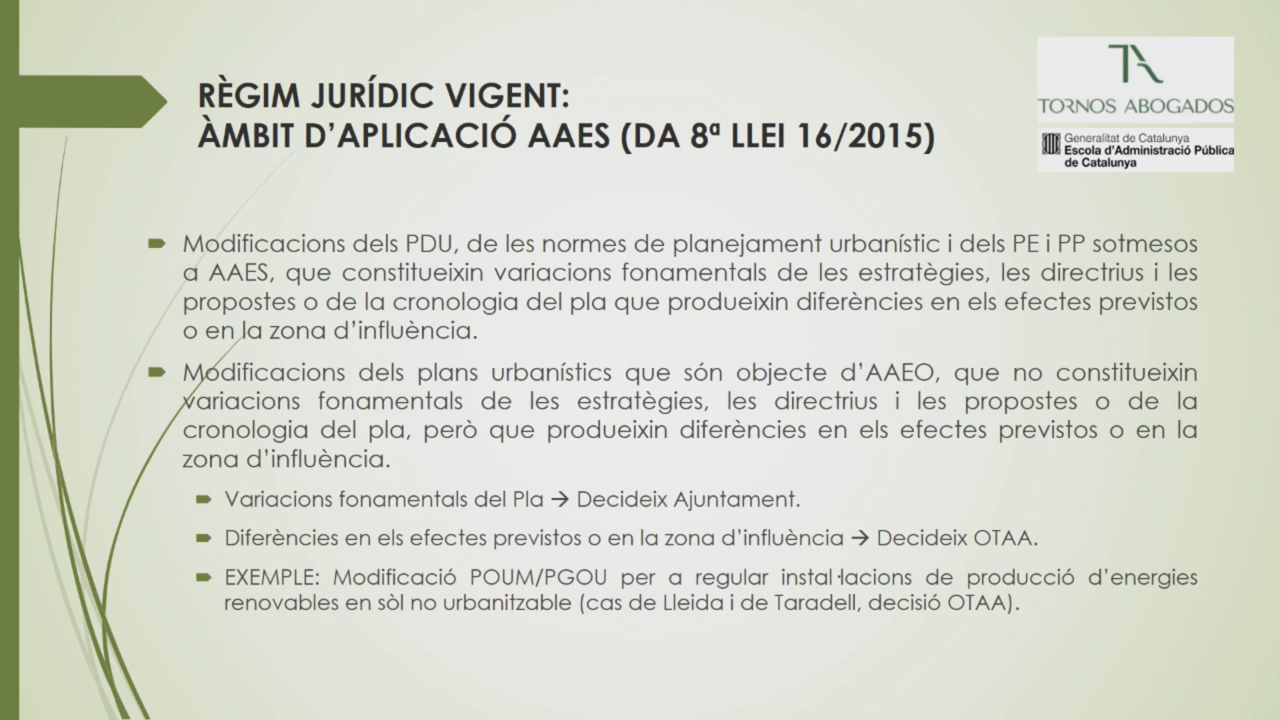 RÈGIM JURÍDIC VIGENT:
ÀMBIT D'APLICACIÓ AAES (DA 8ª LLEI 16/2015)
TA
TORNOS ABOGADOS
Generalitat de Catalunya
Escola d'Administració Pública
de Catalunya
Modificacions dels PDU, de les normes de planejament urbanístic i dels PE i PP sotmesos
a AAES, que constitueixin variacions fonamentals de les estratègies, les directrius i les
propostes o de la cronologia del pla que produeixin diferències en els efectes previstos
o en la zona d'influència.
Modificacions dels plans urbanístics que són objecte d'AAEO, que no constitueixin
variacions fonamentals de les estratègies, les directrius i les propostes o de la
cronologia del pla, però que produeixin diferències en els efectes previstos o en la
zona d'influència.
Variacions fonamentals del Pla → Decideix Ajuntament.
Diferències en els efectes previstos o en la zona d'influència → Decideix OTAA.
EXEMPLE: Modificació POUM/PGOU per a regular instal·lacions de producció d'energies
renovables en sòl no urbanitzable (cas de Lleida i de Taradell, decisió OTAA).